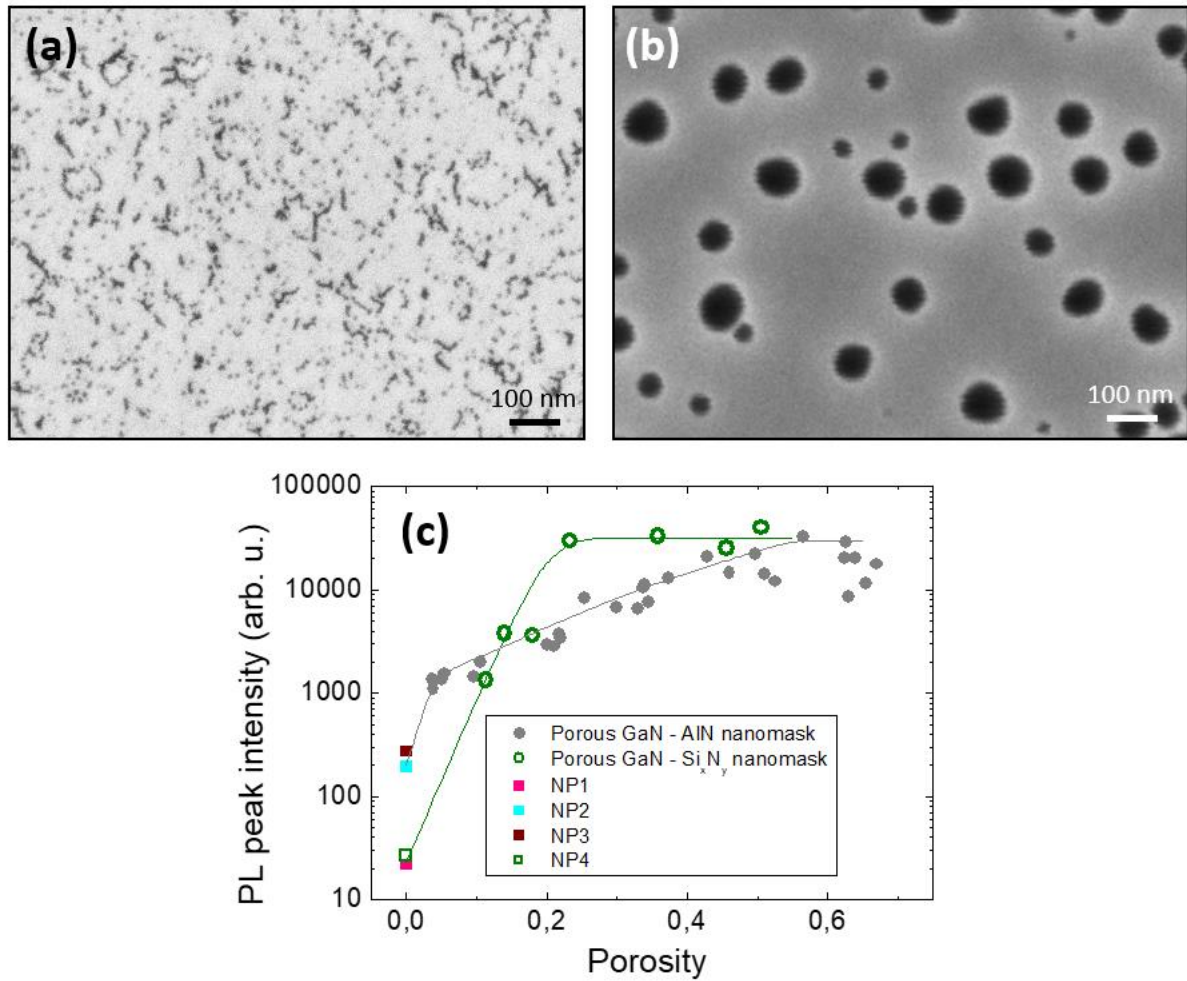 (a)
100 nm
(b)
100 nm
(c)
PL peak intensity (arb. u.)
100000
10000
1000
100
10
0,0
0,2
0,4
0,6
Porosity
Porous GaN - AlN nanomask
Porous GaN - SixNy nanomask
NP1
NP2
NP3
NP4